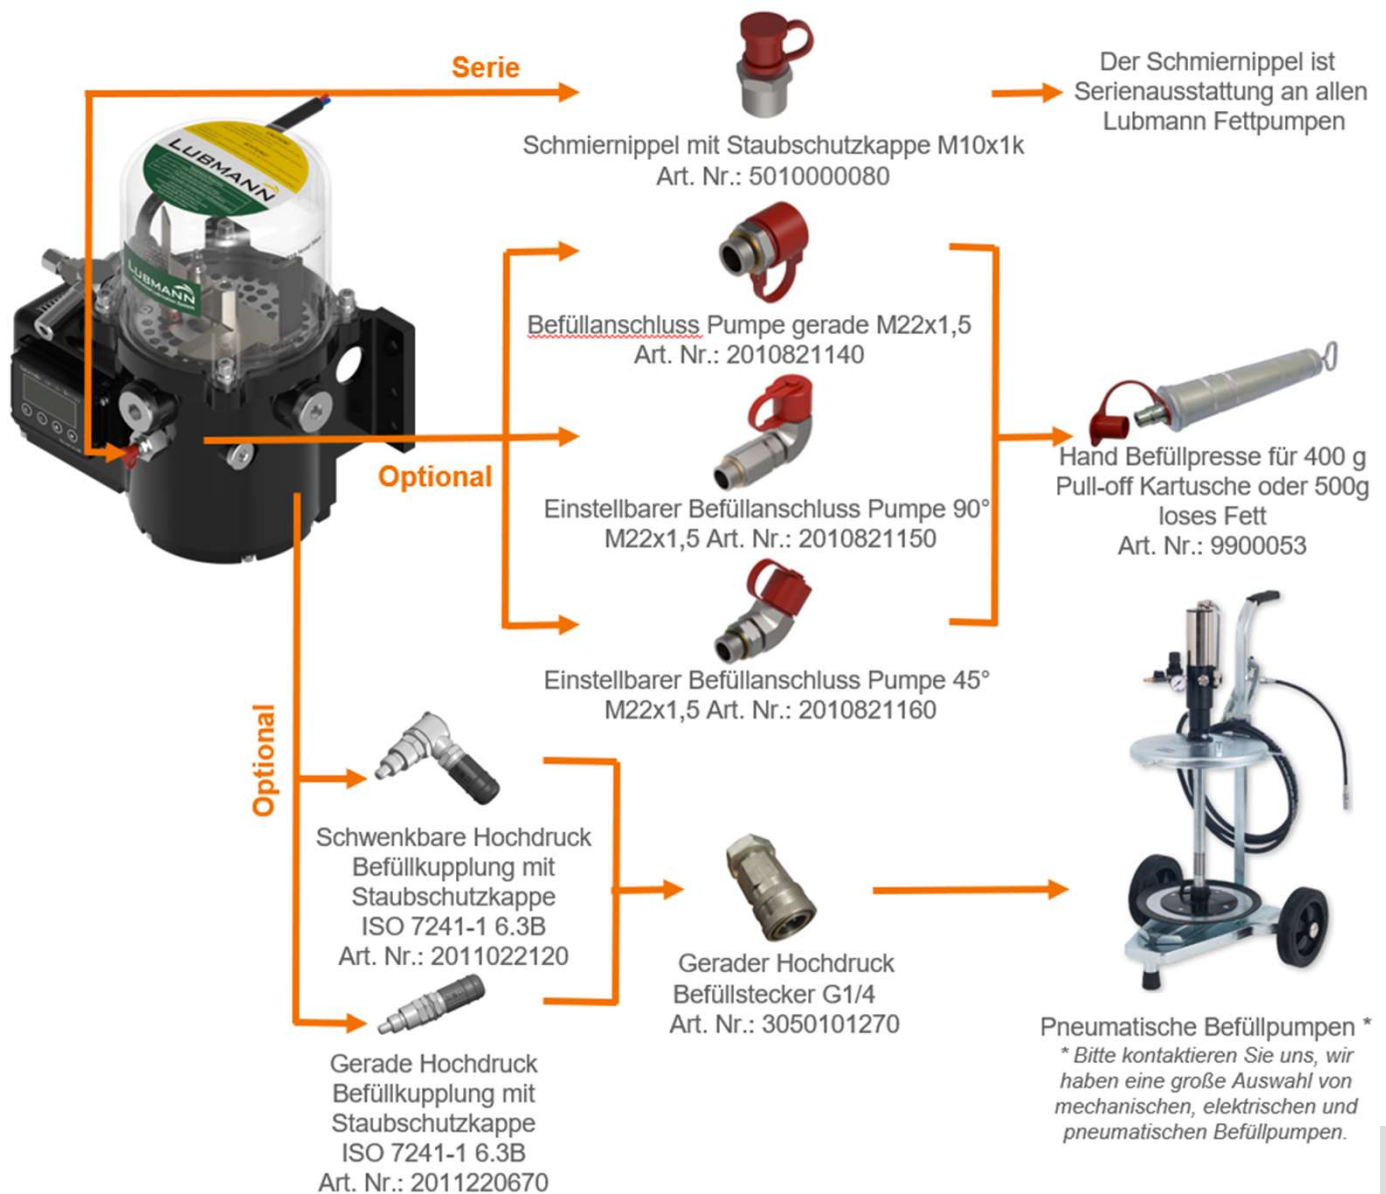 Serie
Der Schmiernippel ist
Serienausstattung an allen
Lubmann Fettpumpen
Schmiernippel mit Staubschutzkappe M10x1k
Art. Nr.: 5010000080
LUBMANN
LUBMANN
Befüllanschluss Pumpe gerade M22x1,5
Art. Nr.: 2010821140
Optional
Einstellbarer Befüllanschluss Pumpe 90°
M22x1,5 Art. Nr.: 2010821150
Hand Befüllpresse für 400 g
Pull-off Kartusche oder 500g
loses Fett
Art. Nr.: 9900053
Einstellbarer Befüllanschluss Pumpe 45°
M22x1,5 Art. Nr.: 2010821160
Optional
Schwenkbare Hochdruck
Befüllkupplung mit
Staubschutzkappe
ISO 7241-1 6.3B
Art. Nr.: 2011022120
Gerader Hochdruck
Befüllstecker G1/4
Art. Nr.: 3050101270
Gerade Hochdruck
Befüllkupplung mit
Staubschutzkappe
ISO 7241-1 6.3B
Art. Nr.: 2011220670
Pneumatische Befüllpumpen *
* Bitte kontaktieren Sie uns, wir
haben eine große Auswahl von
mechanischen, elektrischen und
pneumatischen Befüllpumpen.